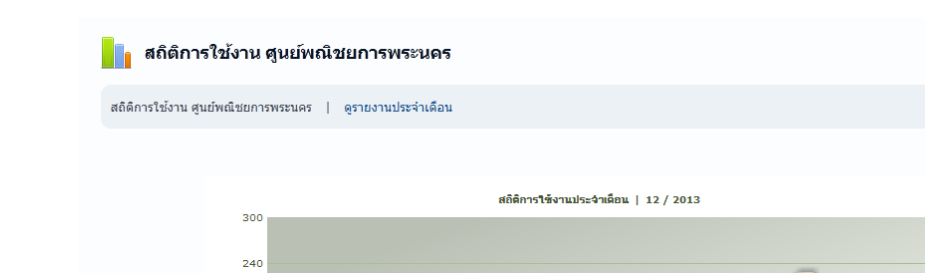 สถิติการใช้งาน ศูนย์พณิชยการพระนคร
สถิติการใช้งาน ศูนย์พณิชยการพระนคร | ดูรายงานประจำเดือน
สถิติการใช้งานประจำเดือน | 12 / 2013
300
240